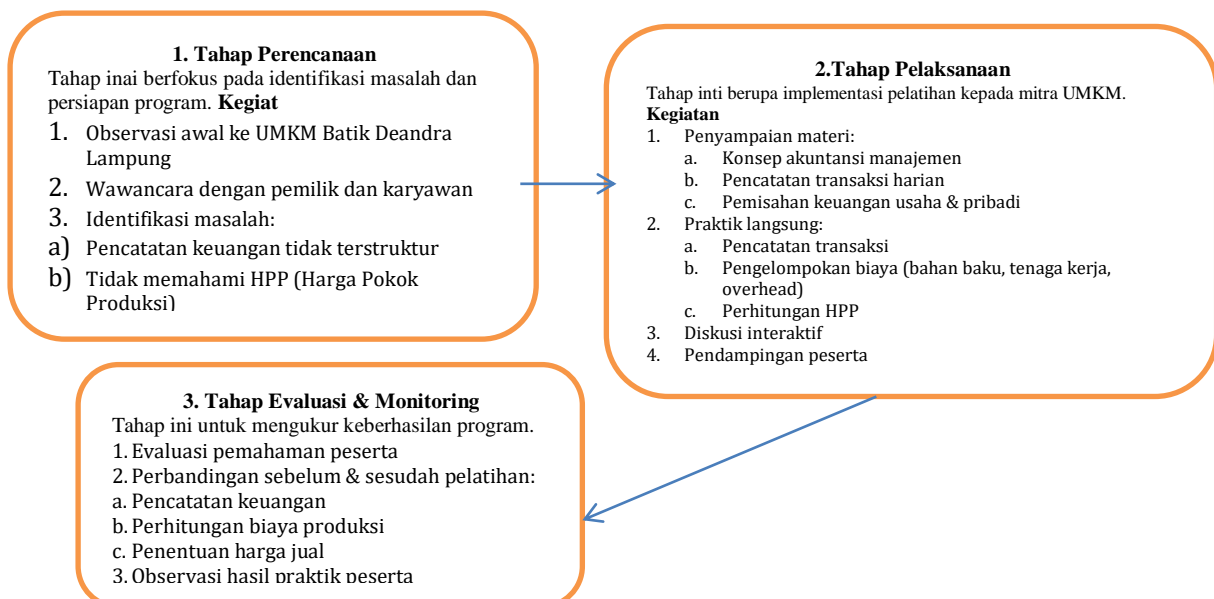 1. Tahap Perencanaan
Tahap inai berfokus pada identifikasi masalah dan
persiapan program. Kegiat
1. Observasi awal ke UMKM Batik Deandra
Lampung
2. Wawancara dengan pemilik dan karyawan
3. Identifikasi masalah:
a) Pencatatan keuangan tidak terstruktur
b) Tidak memahami HPP (Harga Pokok
Produksi)
2.Tahap Pelaksanaan
Tahap inti berupa implementasi pelatihan kepada mitra UMKM.
Kegiatan
1. Penyampaian materi:
a. Konsep akuntansi manajemen
b. Pencatatan transaksi harian
c. Pemisahan keuangan usaha & pribadi
2. Praktik langsung:
a. Pencatatan transaksi
b. Pengelompokan biaya (bahan baku, tenaga kerja,
overhead)
c. Perhitungan HPP
3. Diskusi interaktif
4. Pendampingan peserta
3. Tahap Evaluasi & Monitoring
Tahap ini untuk mengukur keberhasilan program.
1. Evaluasi pemahaman peserta
2. Perbandingan sebelum & sesudah pelatihan:
a. Pencatatan keuangan
b. Perhitungan biaya produksi
c. Penentuan harga jual
3. Observasi hasil praktik peserta